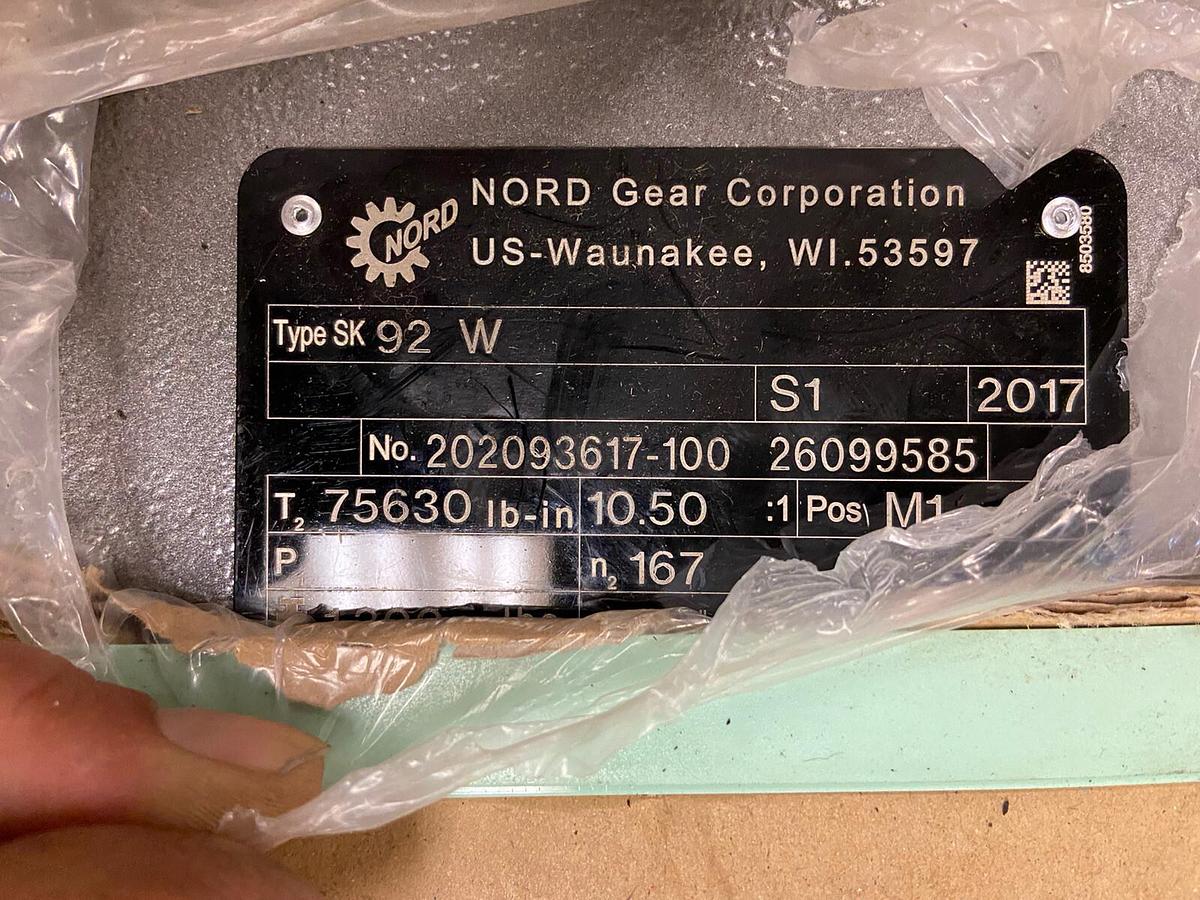 NORD
NORD Gear Corporation
US-Waunakee, WI.53597
8503580
Type SK 92 W
S1 2017
No. 202093617-100 26099585
T2 75630 lb-in 10.50 :1 Pos\ M1
P n2 167